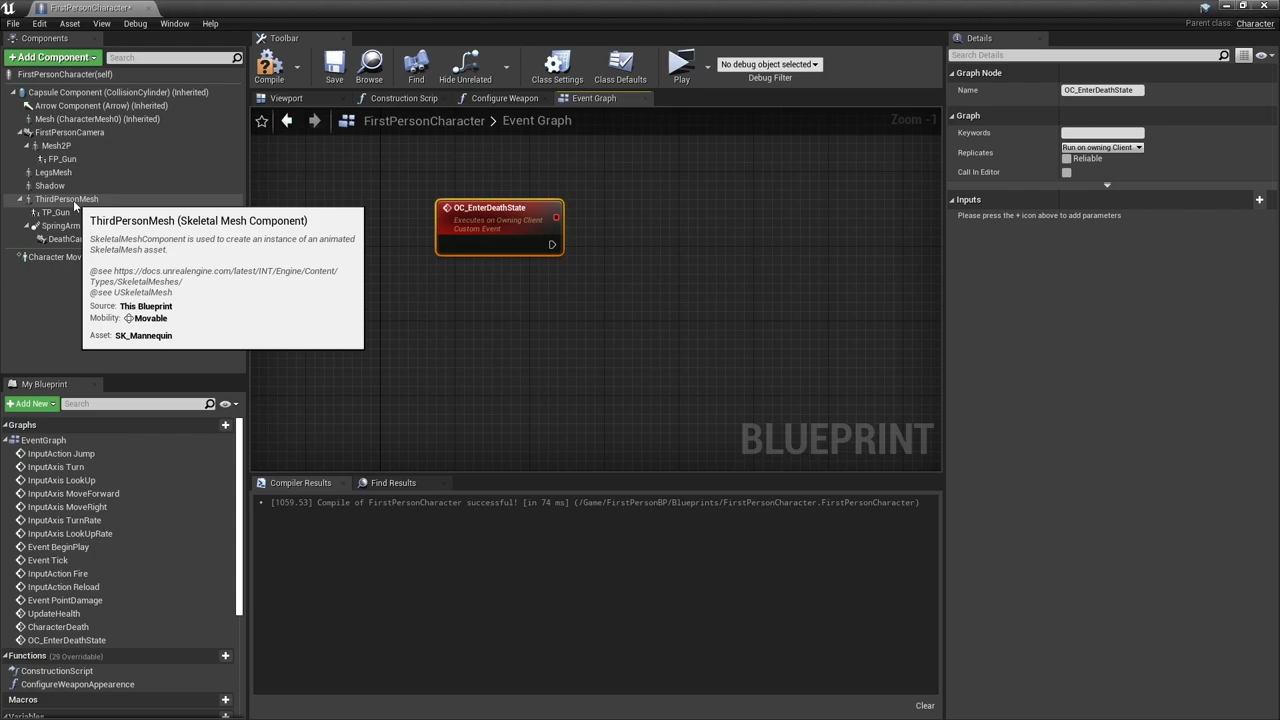 FirstPersonCharacter*
File Edit Asset View Debug Window Help
Parent class: Character
Components
+Add Component
Search
FirstPersonCharacter(self)
Capsule Component (CollisionCylinder) (Inherited)
Arrow Component (Arrow) (Inherited)
Mesh (CharacterMesh0) (Inherited)
FirstPersonCamera
Mesh2P
FP_Gun
LegsMesh
Shadow
ThirdPersonMesh
TP_Gun
SpringArm
DeathCa
Character Mov
ThirdPersonMesh (Skeletal Mesh Component)
SkeletalMeshComponent is used to create an instance of an animated
SkeletalMesh asset.
@see https://docs.unrealengine.com/latest/INT/Engine/Content/
Types/SkeletalMeshes/
@see USkeletalMesh
Source: This Blueprint
Mobility: Movable
Asset: SK_Mannequin
My Blueprint
+Add New
Search
Graphs
EventGraph
InputAction Jump
InputAxis Turn
InputAxis LookUp
InputAxis MoveForward
InputAxis MoveRight
InputAxis TurnRate
InputAxis LookUpRate
Event BeginPlay
Event Tick
InputAction Fire
InputAction Reload
Event PointDamage
UpdateHealth
CharacterDeath
OC_EnterDeathState
Functions (29 Overridable)
ConstructionScript
ConfigureWeaponAppearence
Macros
Variables
Toolbar
Compile Save Browse Find Hide Unrelated Class Settings Class Defaults Play
No debug object selected
Debug Filter
Viewport Construction Scrip Configure Weapon Event Graph
FirstPersonCharacter > Event Graph
Zoom -1
OC_EnterDeathState
Executes on Owning Client
Custom Event
BLUEPRINT
Compiler Results Find Results
[1059.53] Compile of FirstPersonCharacter successful! [in 74 ms] (/Game/FirstPersonBP/Blueprints/FirstPersonCharacter.FirstPersonCharacter)
Clear
Details
Search Details
Graph Node
Name OC_EnterDeathState
Graph
Keywords
Replicates Run on owning Client
Reliable
Call In Editor
Inputs
Please press the + icon above to add parameters